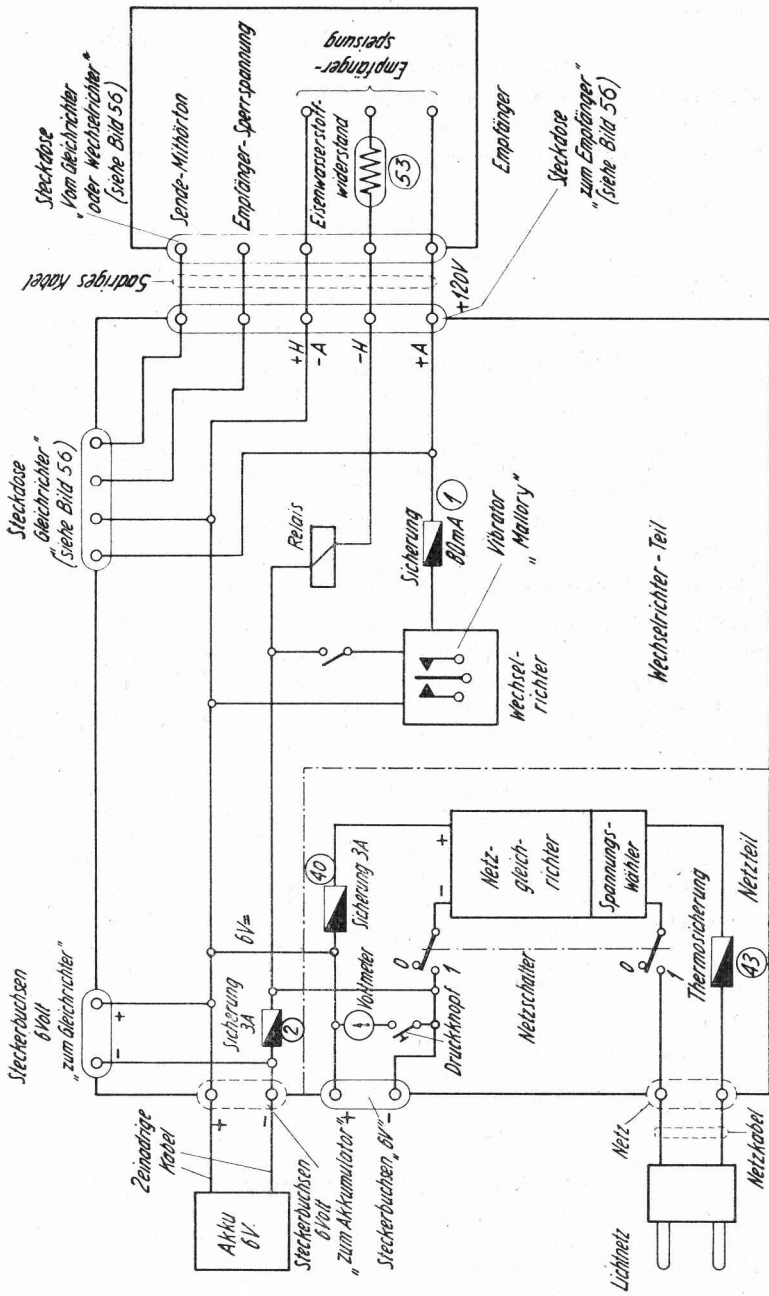 Steckerbuchsen
6Volt
"zum Gleichrichter"
Steckdose
"Gleichrichter"
(siehe Bild 56)
5adriges Kabel
Steckdose
"Vom Gleichrichter
oder Wechselrichter"
(siehe Bild 56)
2einadrige
Kabel
Akku
6V.
+
-
+
-
Steckerbuchsen
6Volt
"zum Akkumulator"
Steckerbuchsen "6V"
+
-
Sicherung
3A
2
6V=
Sicherung 3A
40
Voltmeter
Druckknopf
0
1
Netzschalter
-
+
Netz-
gleich-
richter
Spannungs-
wähler
0
1
Thermosicherung
43
Netzteil
Netz
Netzkabel
Lichtnetz
Relais
Wechsel-
richter
Vibrator
"Mallory"
Sicherung
80mA
1
Wechselrichter-Teil
+H
-A
-H
+A
+120V
Sende-Mithörton
Empfänger-Sperrspannung
Eisenwasserstoff-
widerstand
53
Empfänger-
speisung
Empfänger
Steckdose
"zum Empfänger"
(siehe Bild 56)